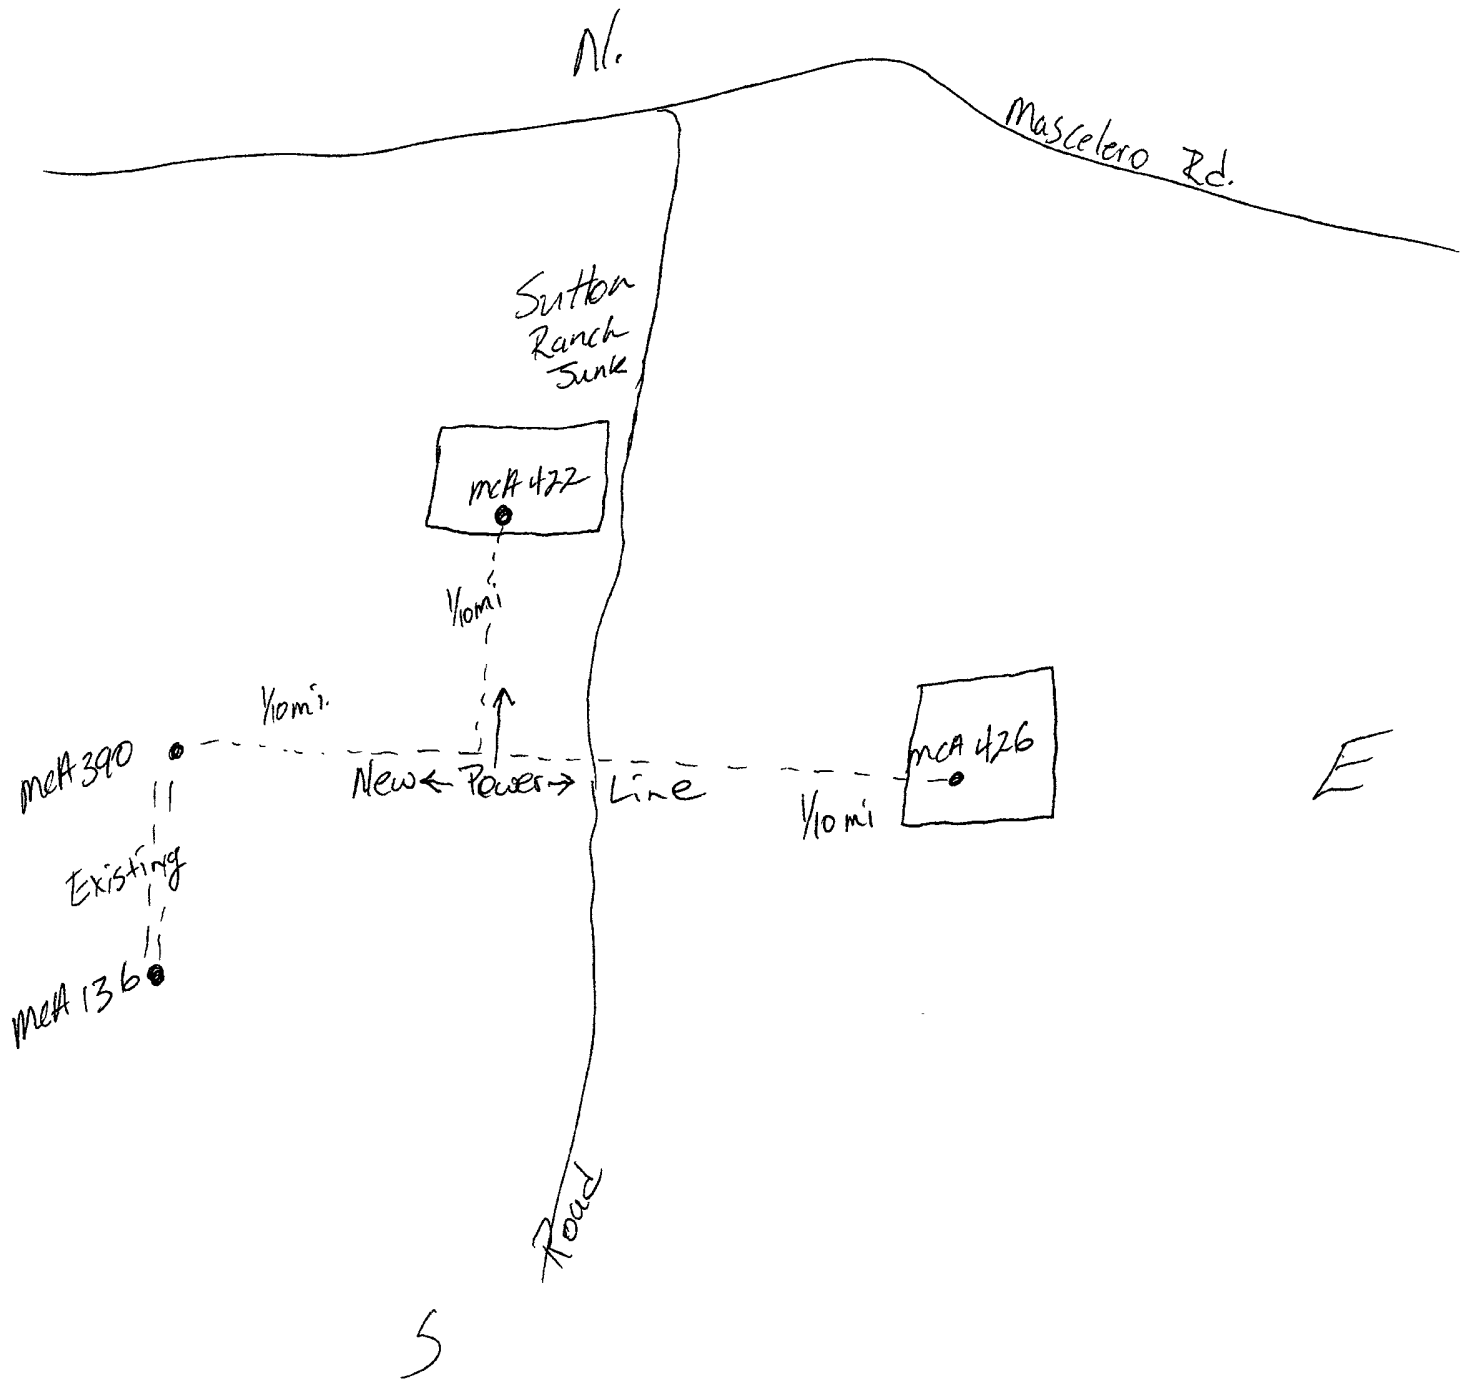 N.
Mascelero Rd.
Sutton
Ranch
Junk
McA 422
1/10 mi
1/10 mi.
McA 390
McA 426
New ← Power → Line
1/10 mi
E
Existing
McA 136
Road
S